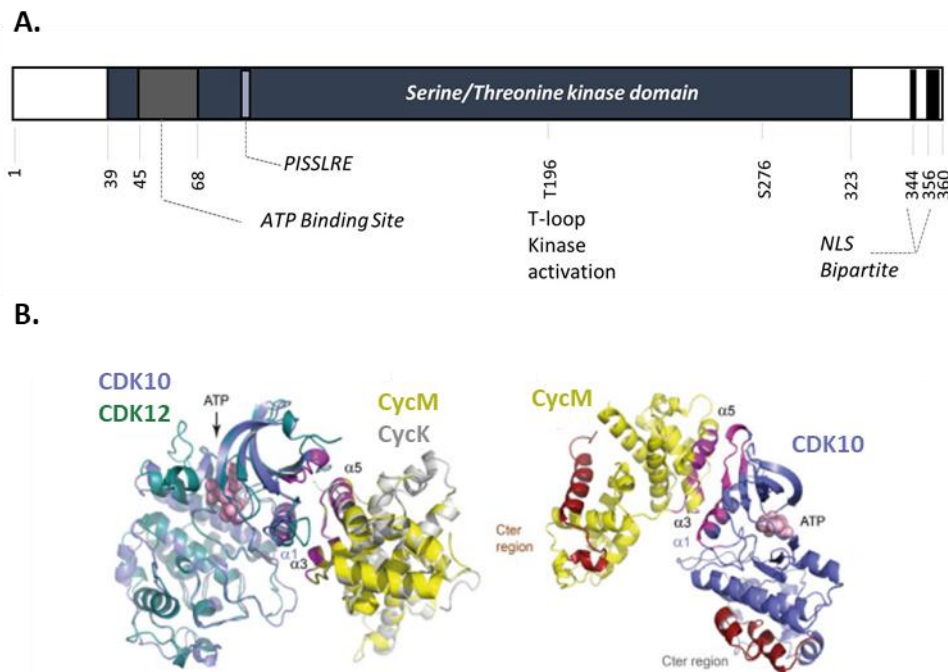 A.
Serine/Threonine kinase domain
PISSLRE
1
39
45
68
T196
S276
323
344
356
360
ATP Binding Site
T-loop
Kinase
activation
NLS
Bipartite
B.
CDK10
CDK12
ATP
CycM
CycK
α5
α1
α3
CycM
α5
CDK10
α3
α1
ATP
Cter
region
Cter region